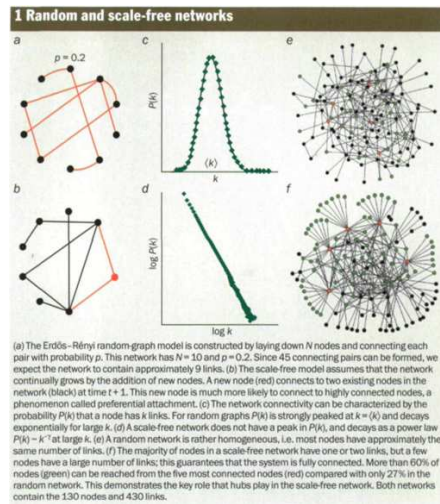 1 Random and scale-free networks
a
p = 0.2
c
P(k)
⟨k⟩
k
e
b
d
log P(k)
log k
f
(a) The Erdős–Rényi random-graph model is constructed by laying down N nodes and connecting each
pair with probability p. This network has N = 10 and p = 0.2. Since 45 connecting pairs can be formed, we
expect the network to contain approximately 9 links. (b) The scale-free model assumes that the network
continually grows by the addition of new nodes. A new node (red) connects to two existing nodes in the
network (black) at time t + 1. This new node is much more likely to connect to highly connected nodes, a
phenomenon called preferential attachment. (c) The network connectivity can be characterized by the
probability P(k) that a node has k links. For random graphs P(k) is strongly peaked at k = ⟨k⟩ and decays
exponentially for large k. (d) A scale-free network does not have a peak in P(k), and decays as a power law
P(k) ~ k⁻ᵞ at large k. (e) A random network is rather homogeneous, i.e. most nodes have approximately the
same number of links. (f) The majority of nodes in a scale-free network have one or two links, but a few
nodes have a large number of links; this guarantees that the system is fully connected. More than 60% of
nodes (green) can be reached from the five most connected nodes (red) compared with only 27% in the
random network. This demonstrates the key role that hubs play in the scale-free network. Both networks
contain the 130 nodes and 430 links.